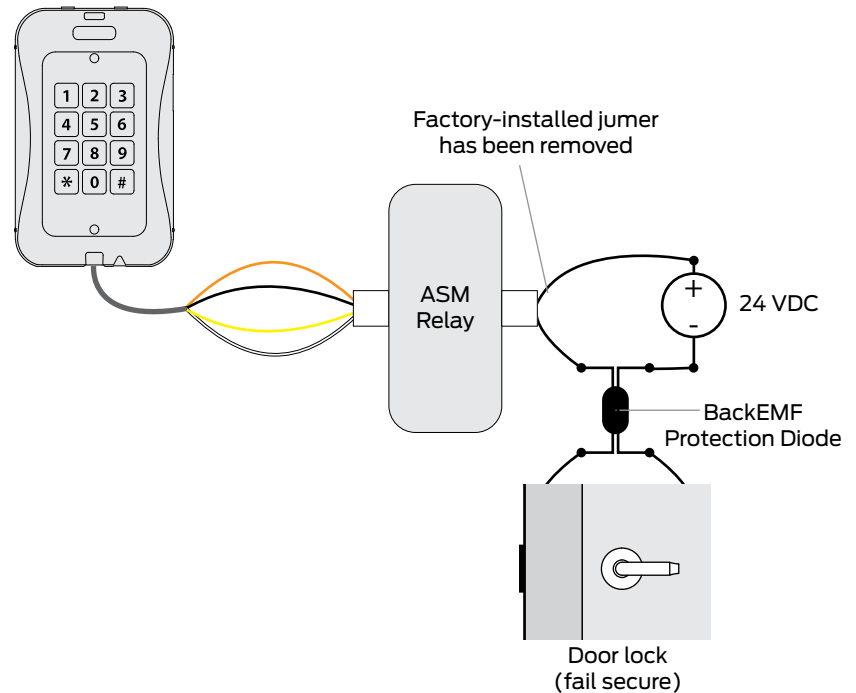 1 2 3
4 5 6
7 8 9
* 0 #
Factory-installed jumer
has been removed
ASM
Relay
+
-
24 VDC
BackEMF
Protection Diode
Door lock
(fail secure)